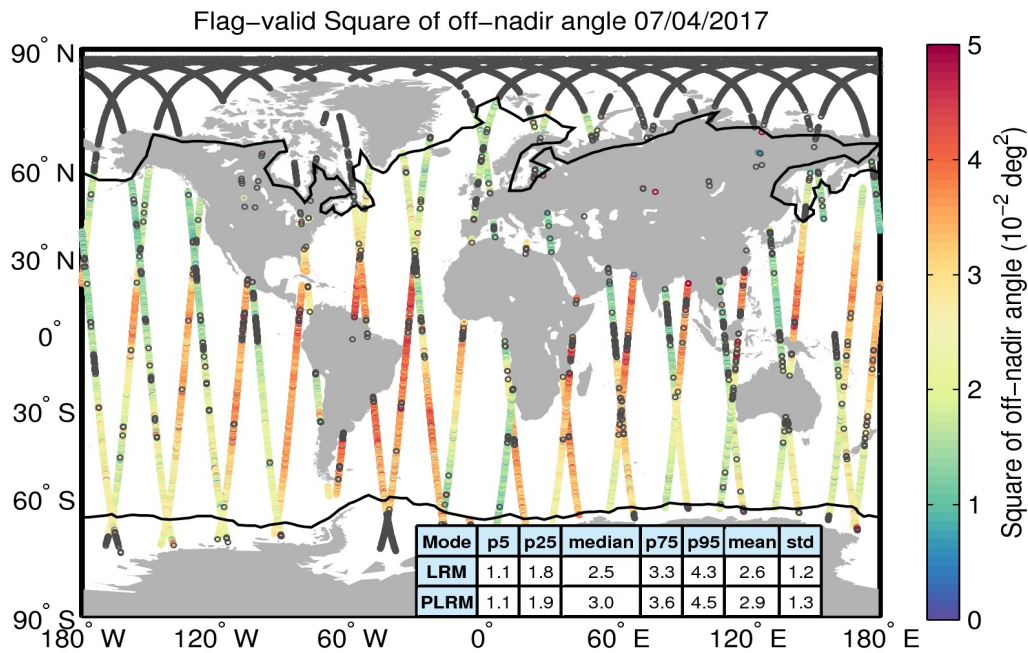 Flag−valid Square of off−nadir angle 07/04/2017
90° N
60° N
30° N
0°
30° S
60° S
90° S
180° W
120° W
60° W
0°
60° E
120° E
180° E
Mode p5 p25 median p75 p95 mean std
LRM 1.1 1.8 2.5 3.3 4.3 2.6 1.2
PLRM 1.1 1.9 3.0 3.6 4.5 2.9 1.3
5
4
3
2
1
0
Square of off−nadir angle (10⁻² deg²)